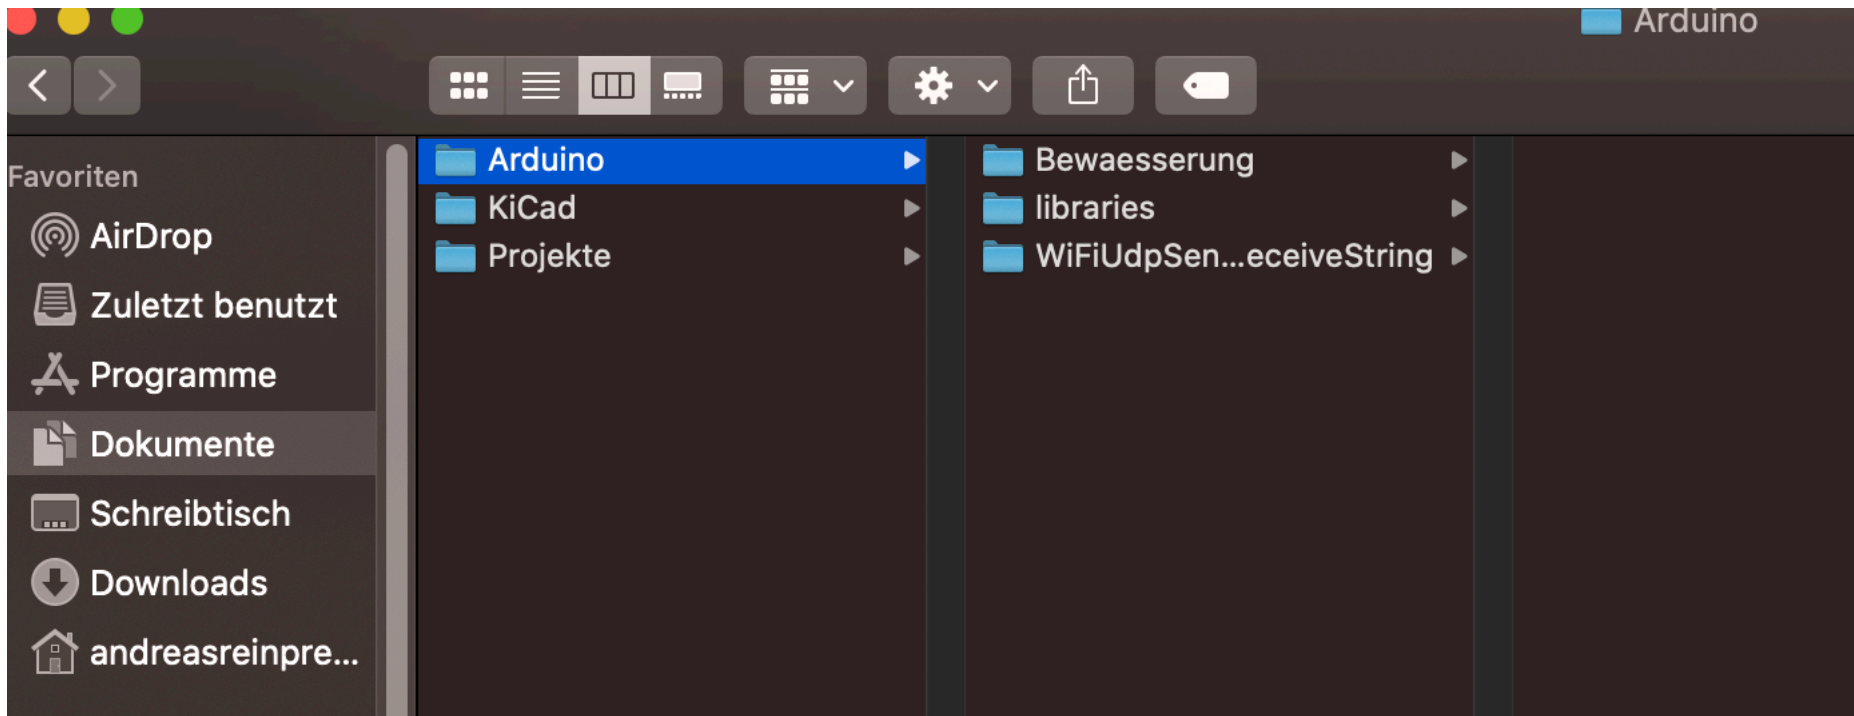 Arduino
Favoriten
AirDrop
Zuletzt benutzt
Programme
Dokumente
Schreibtisch
Downloads
andreasreinpre...
Arduino
KiCad
Projekte
Bewaesserung
libraries
WiFiUdpSen...eceiveString